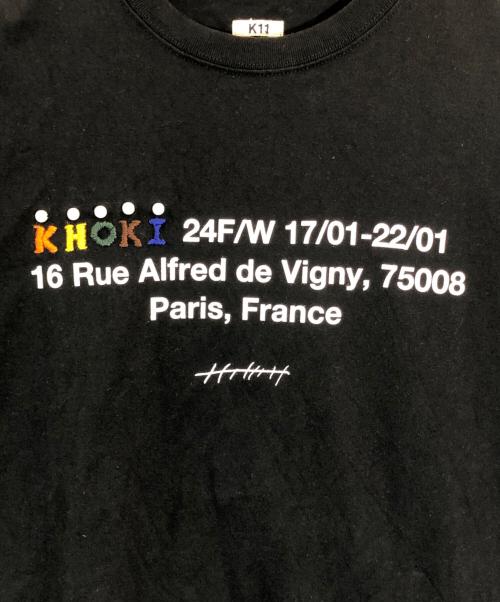 K11
KHOKI 24F/W 17/01-22/01
16 Rue Alfred de Vigny, 75008
Paris, France